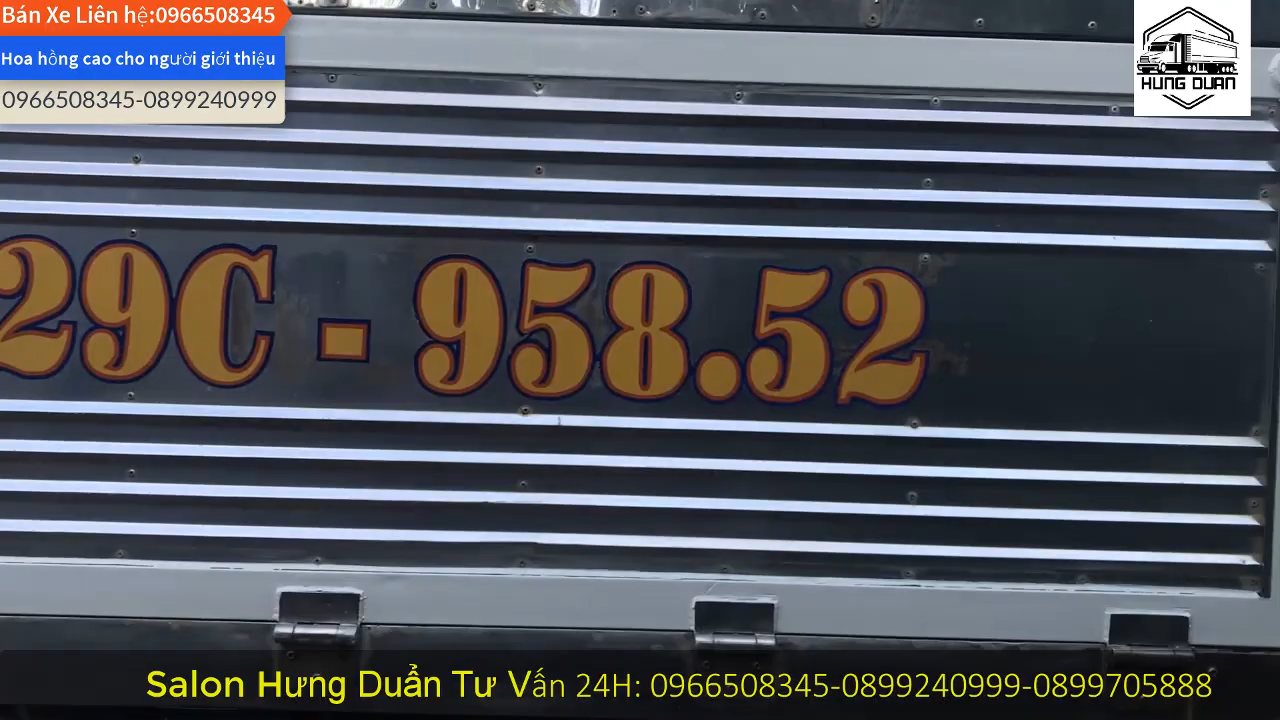 Bán Xe Liên hệ:0966508345
Hoa hồng cao cho người giới thiệu
0966508345-0899240999
HUNG DUAN
29C - 958.52
Salon Hưng Duẩn Tư Vấn 24H: 0966508345-0899240999-0899705888